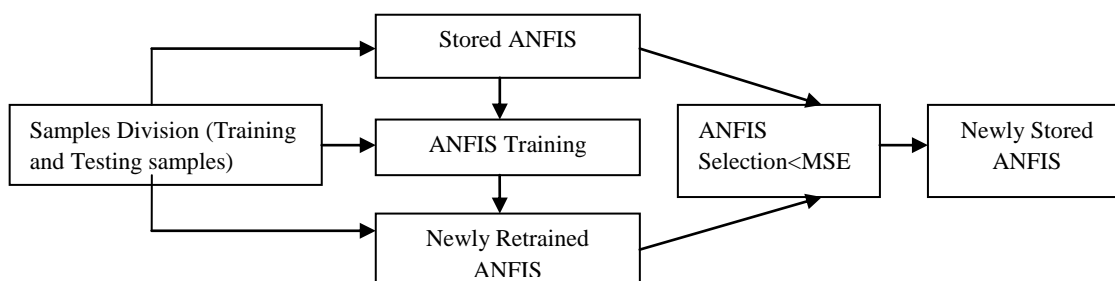 Stored ANFIS
Samples Division (Training
and Testing samples)
ANFIS Training
Newly Retrained
ANFIS
ANFIS
Selection<MSE
Newly Stored
ANFIS